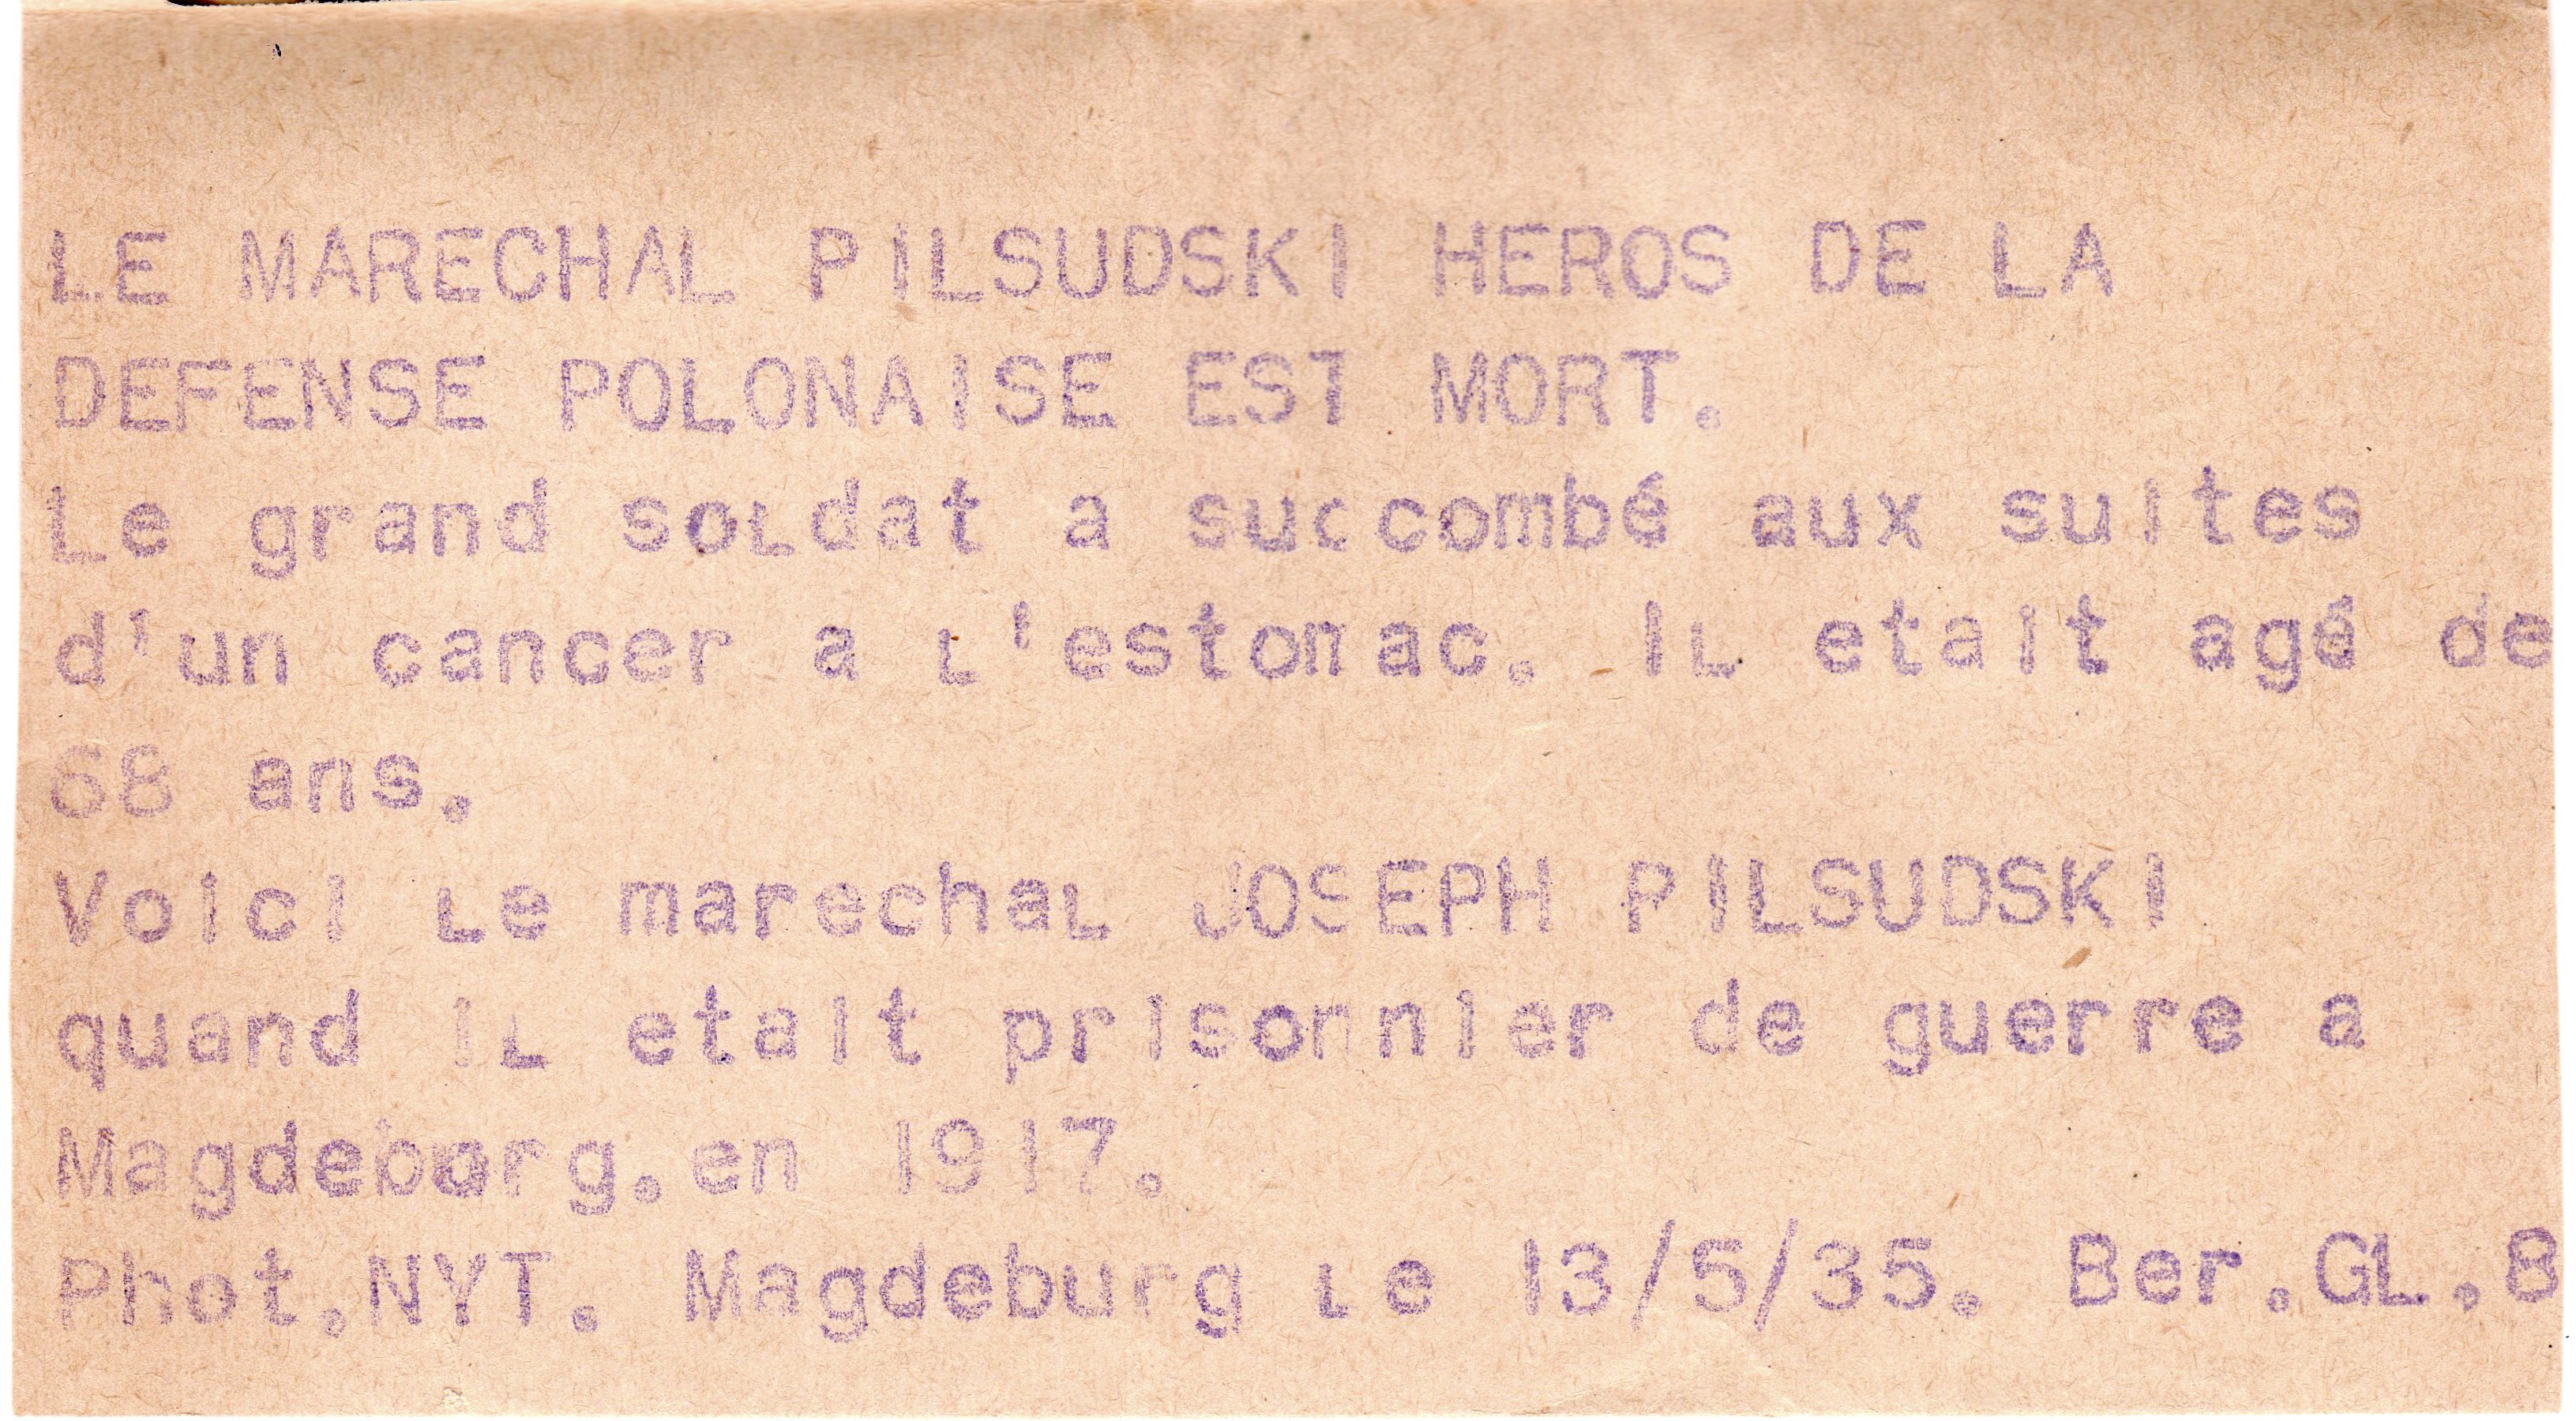 LE MARECHAL PILSUDSKI HEROS DE LA
DEFENSE POLONAISE EST MORT.
Le grand soldat a succombé aux suites
d'un cancer a l'estomac. Il etait agé de
68 ans.
Voici le marechal JOSEPH PILSUDSKI
quand il etait prisonnier de guerre a
Magdeburg.en 1917.
Phot.NYT. Magdeburg le 13/5/35. Ber.GL.8